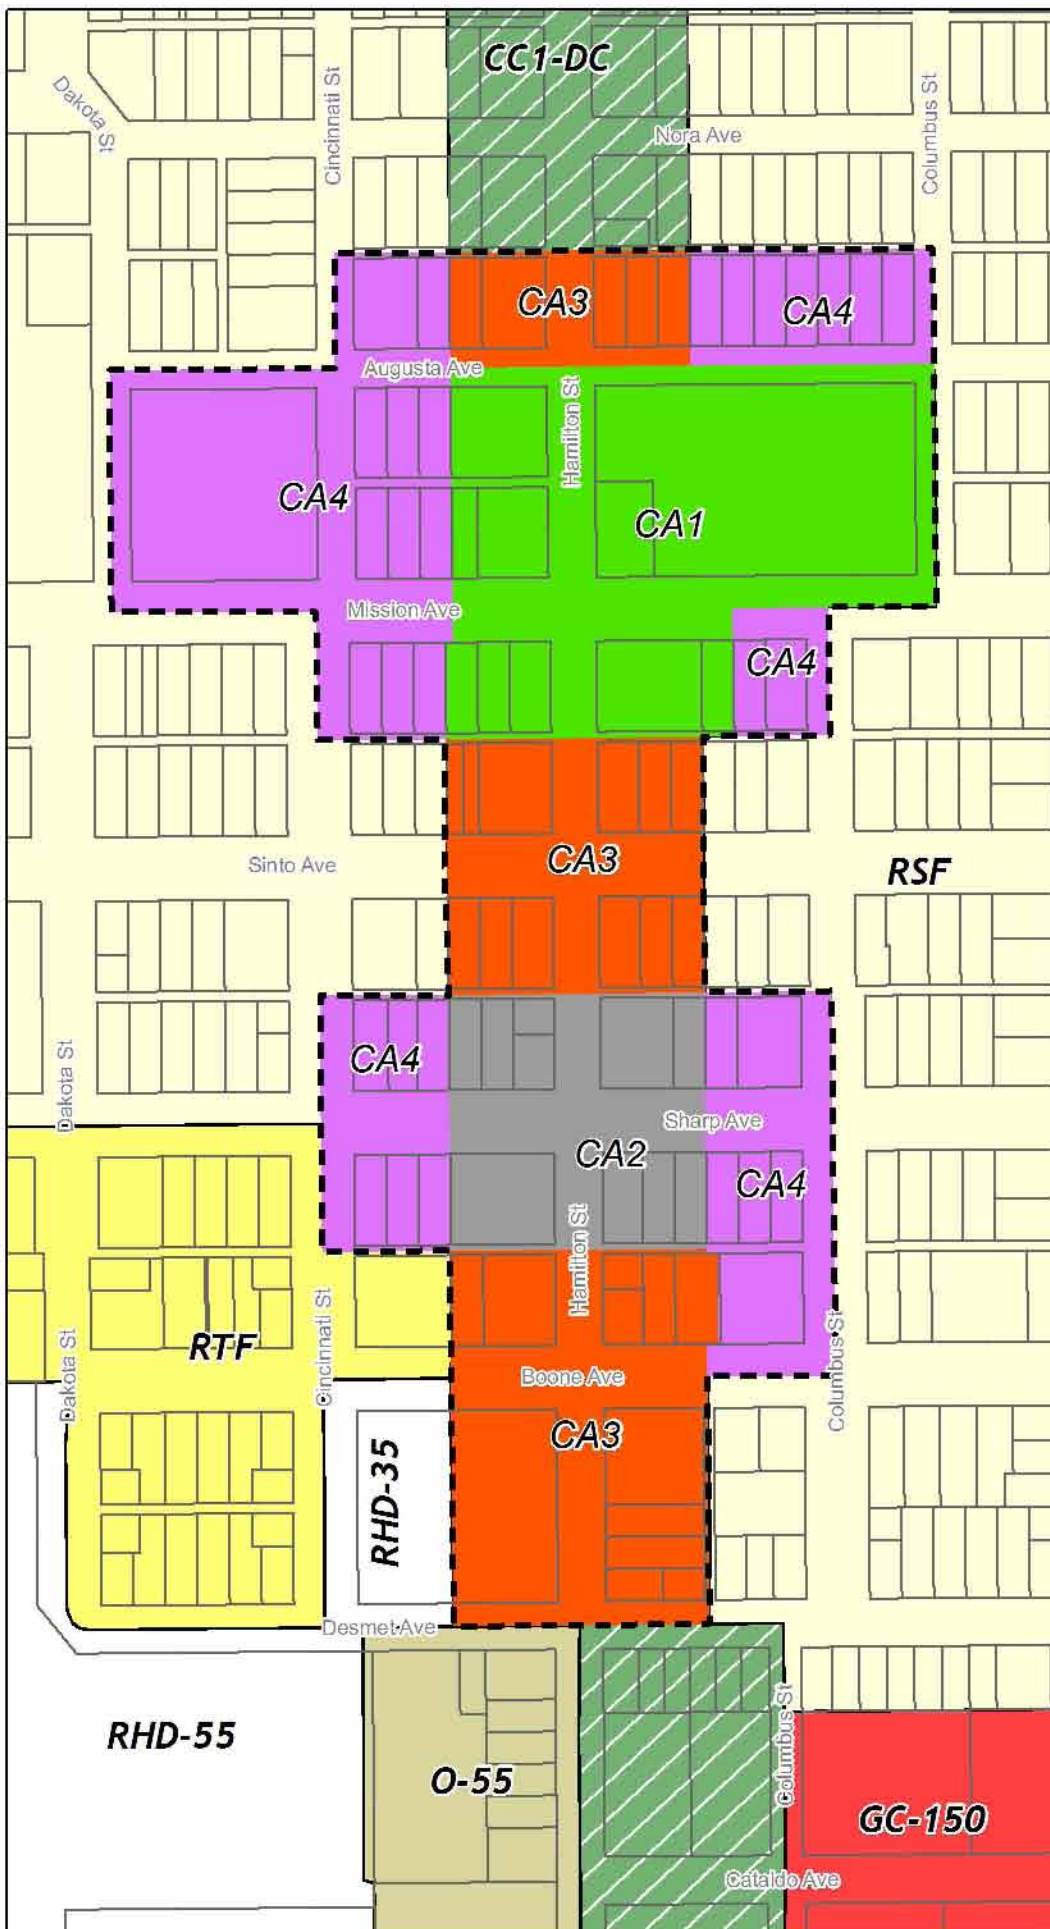 CC1-DC
Dakota St
Cincinnati St
Nora Ave
Columbus St
CA3
CA4
Augusta Ave
Hamilton St
CA4
CA1
Mission Ave
CA4
CA3
Sinto Ave
RSF
CA4
Dakota St
Sharp Ave
CA2
CA4
Hamilton St
Cincinnati St
RTF
Dakota St
Columbus St
Boone Ave
CA3
RHD-35
Desmet Ave
RHD-55
Columbus St
O-55
GC-150
Cataldo Ave